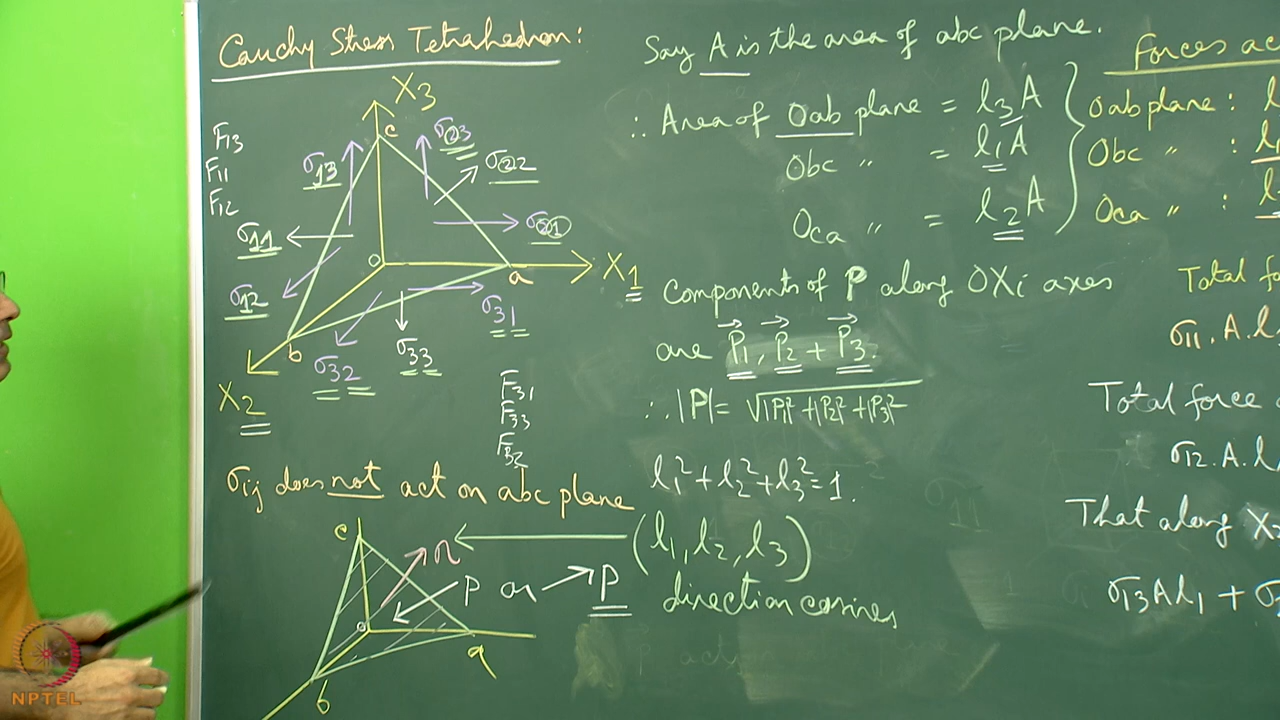 Cauchy Stress Tetrahedron:
X3
c
F13
F11
F12
σ13
σ23
σ22
σ11
σ21
o
a
X1
σ12
σ31
b
σ32
σ33
X2
F31
F33
F32
σij does not act on abc plane
c
n
P or → P
o
a
b
Say A is the area of abc plane.
∴ Area of Oab plane = l3A
Obc " = l1A
Oca " = l2A
Components of P along OXi axes
are P1, P2 + P3.
∴ |P| = √|P1|² + |P2|² + |P3|²
l1² + l2² + l3² = 1.
(l1, l2, l3)
direction cosines
Forces ac
Oab plane: l
Obc " : l1
Oca " : l
Total fo
σ11. A. l
Total force
σ12. A. l
That along X3
σ13Al1 + σ
NPTEL